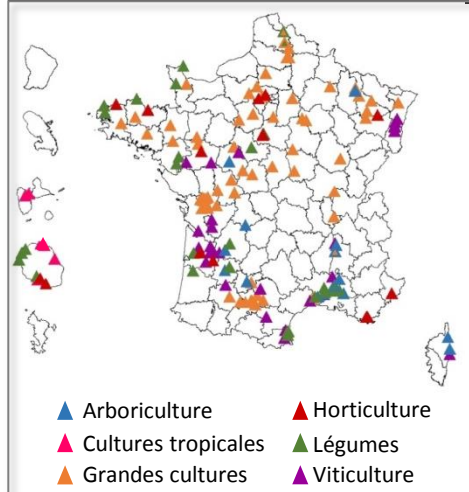 Arboriculture
Horticulture
Cultures tropicales
Légumes
Grandes cultures
Viticulture